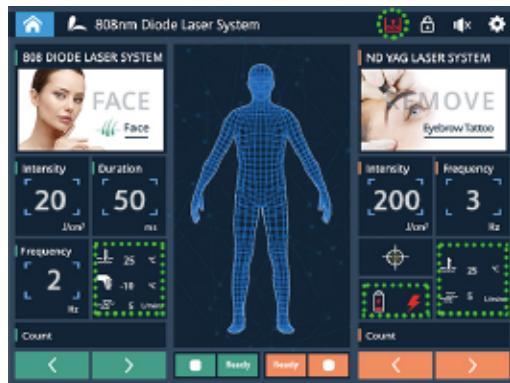 808nm Diode Laser System
808 DIODE LASER SYSTEM
FACE
Face
Intensity
20
J/cm²
Duration
50
ms
Frequency
2
Hz
25 ℃
-10 ℃
5 L/min
Count
Ready
Ready
ND YAG LASER SYSTEM
REMOVE
Eyebrow Tattoo
Intensity
200
J/cm²
Frequency
3
Hz
25 ℃
5 L/min
Count